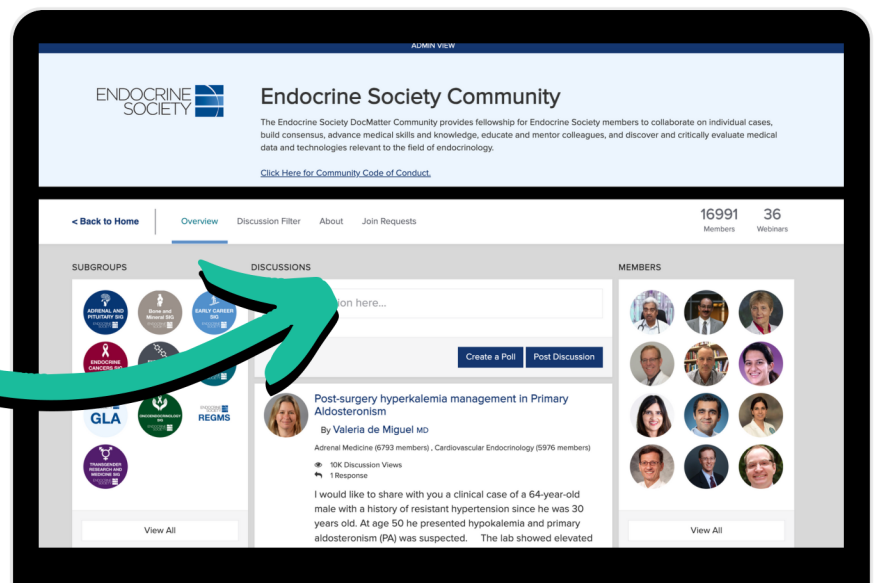 ADMIN VIEW
ENDOCRINE
SOCIETY
Endocrine Society Community
The Endocrine Society DocMatter Community provides fellowship for Endocrine Society members to collaborate on individual cases,
build consensus, advance medical skills and knowledge, educate and mentor colleagues, and discover and critically evaluate medical
data and technologies relevant to the field of endocrinology.
Click Here for Community Code of Conduct.
< Back to Home
Overview
Discussion Filter
About
Join Requests
16991
Members
36
Webinars
SUBGROUPS
ADRENAL AND
PITUITARY SIG
Bone and
Mineral SIG
EARLY CAREER
SIG
ENDOCRINE
CANCERS SIG
GLA
ONCOENDOCRINOLOGY
SIG
REGMS
TRANSGENDER
RESEARCH AND
MEDICINE SIG
View All
DISCUSSIONS
here...
Create a Poll
Post Discussion
Post-surgery hyperkalemia management in Primary
Aldosteronism
By Valeria de Miguel MD
Adrenal Medicine (6793 members) , Cardiovascular Endocrinology (5976 members)
10K Discussion Views
1 Response
I would like to share with you a clinical case of a 64-year-old
male with a history of resistant hypertension since he was 30
years old. At age 50 he presented hypokalemia and primary
aldosteronism (PA) was suspected. The lab showed elevated
MEMBERS
View All